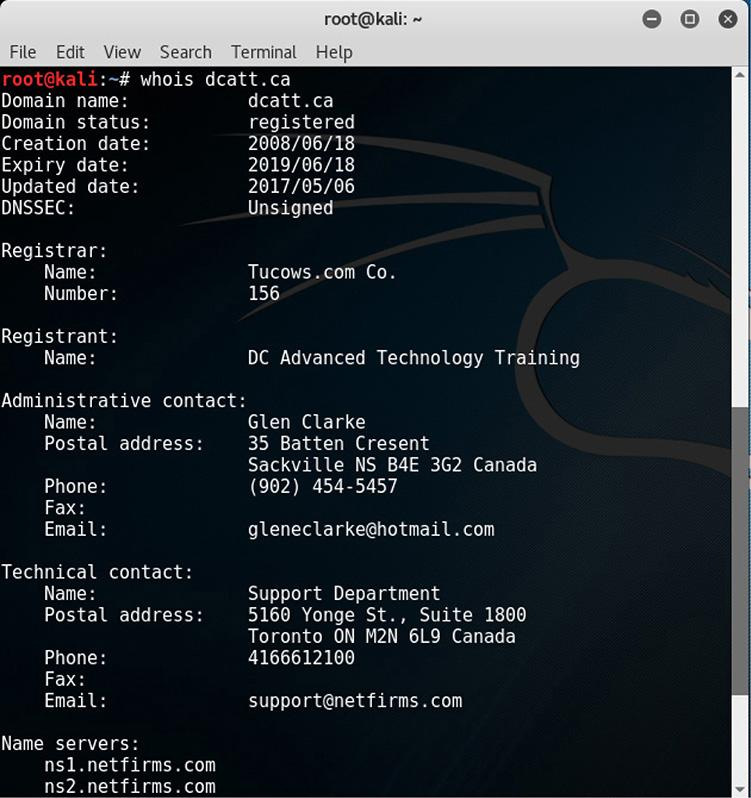 root@kali: ~
File Edit View Search Terminal Help
root@kali:~# whois dcatt.ca
Domain name: dcatt.ca
Domain status: registered
Creation date: 2008/06/18
Expiry date: 2019/06/18
Updated date: 2017/05/06
DNSSEC: Unsigned
Registrar:
Name: Tucows.com Co.
Number: 156
Registrant:
Name: DC Advanced Technology Training
Administrative contact:
Name: Glen Clarke
Postal address: 35 Batten Cresent
Sackville NS B4E 3G2 Canada
Phone: (902) 454-5457
Fax:
Email: gleneclarke@hotmail.com
Technical contact:
Name: Support Department
Postal address: 5160 Yonge St., Suite 1800
Toronto ON M2N 6L9 Canada
Phone: 4166612100
Fax:
Email: support@netfirms.com
Name servers:
ns1.netfirms.com
ns2.netfirms.com